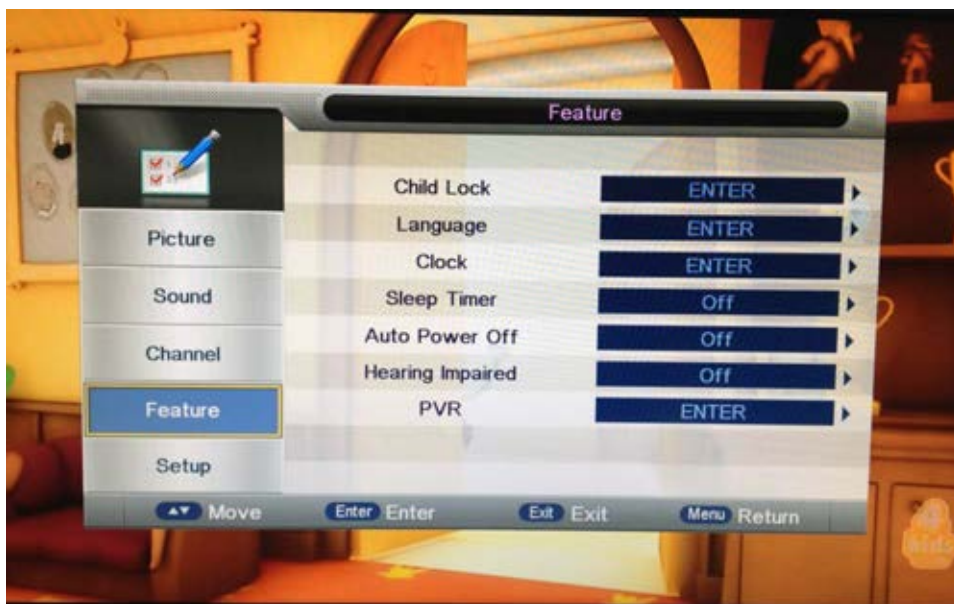 Feature
Child Lock ENTER
Language ENTER
Clock ENTER
Sleep Timer Off
Auto Power Off Off
Hearing Impaired Off
PVR ENTER
Picture
Sound
Channel
Feature
Setup
Move Enter Enter Exit Exit Menu Return